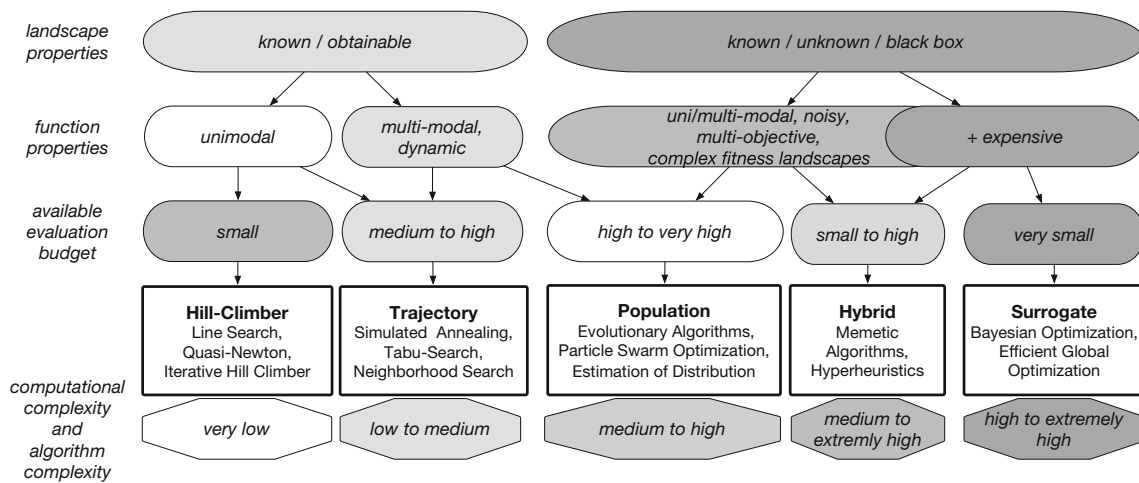 landscape
properties
known / obtainable
known / unknown / black box
function
properties
unimodal
multi-modal,
dynamic
uni/multi-modal, noisy,
multi-objective,
complex fitness landscapes
+ expensive
available
evaluation
budget
small
medium to high
high to very high
small to high
very small
Hill-Climber
Line Search,
Quasi-Newton,
Iterative Hill Climber
Trajectory
Simulated Annealing,
Tabu-Search,
Neighborhood Search
Population
Evolutionary Algorithms,
Particle Swarm Optimization,
Estimation of Distribution
Hybrid
Memetic
Algorithms,
Hyperheuristics
Surrogate
Bayesian Optimization,
Efficient Global
Optimization
computational
complexity
and
algorithm
complexity
very low
low to medium
medium to high
medium to
extremly high
high to extremely
high